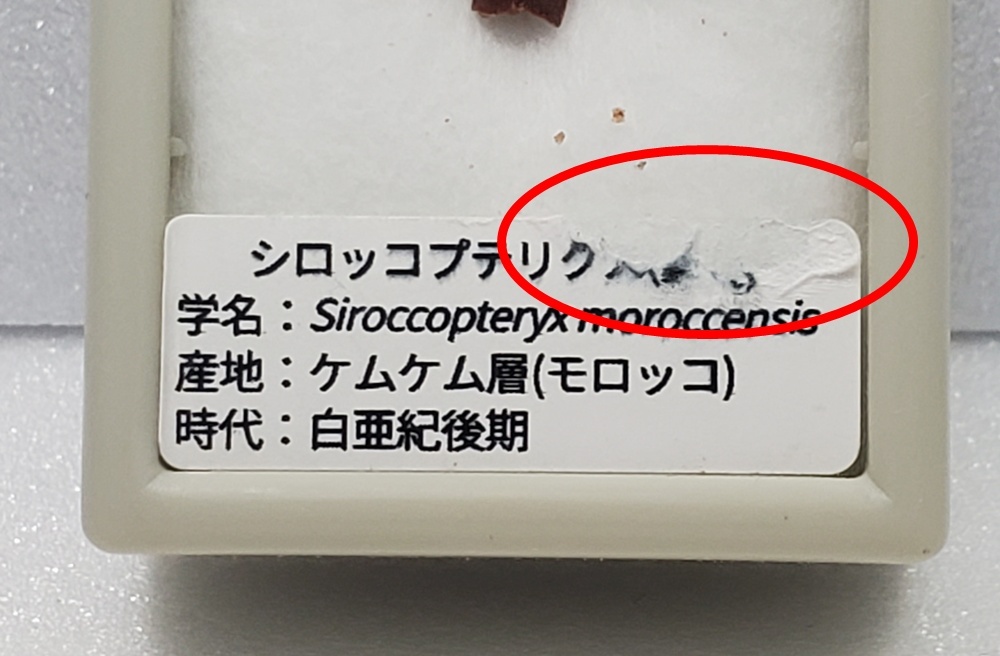 シロッコプテリク
学名：Siroccopteryx moroccensis
産地：ケムケム層(モロッコ)
時代：白亜紀後期